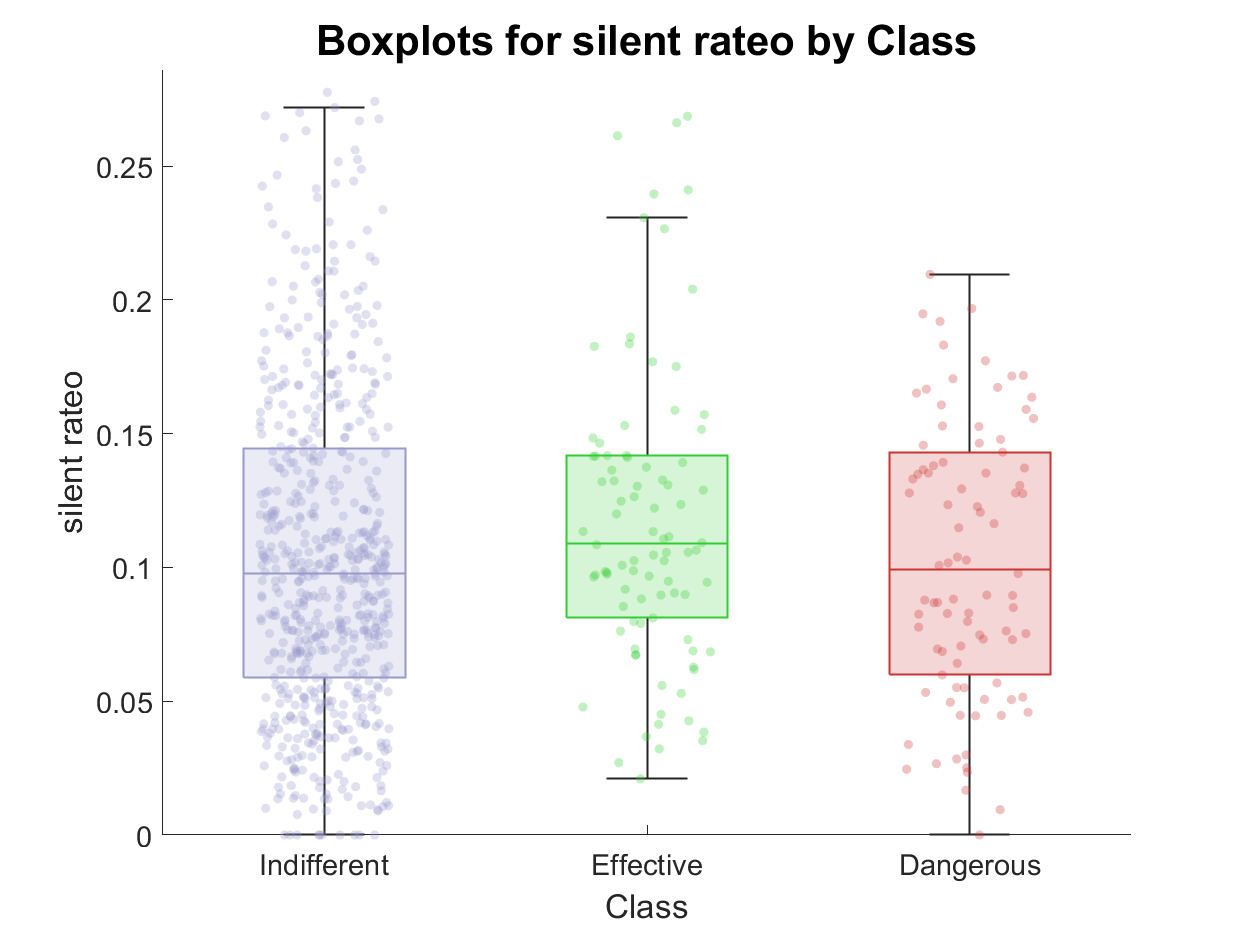 Boxplots for silent rateo by Class
silent rateo
0.25
0.2
0.15
0.1
0.05
0
Indifferent Effective Dangerous
Class